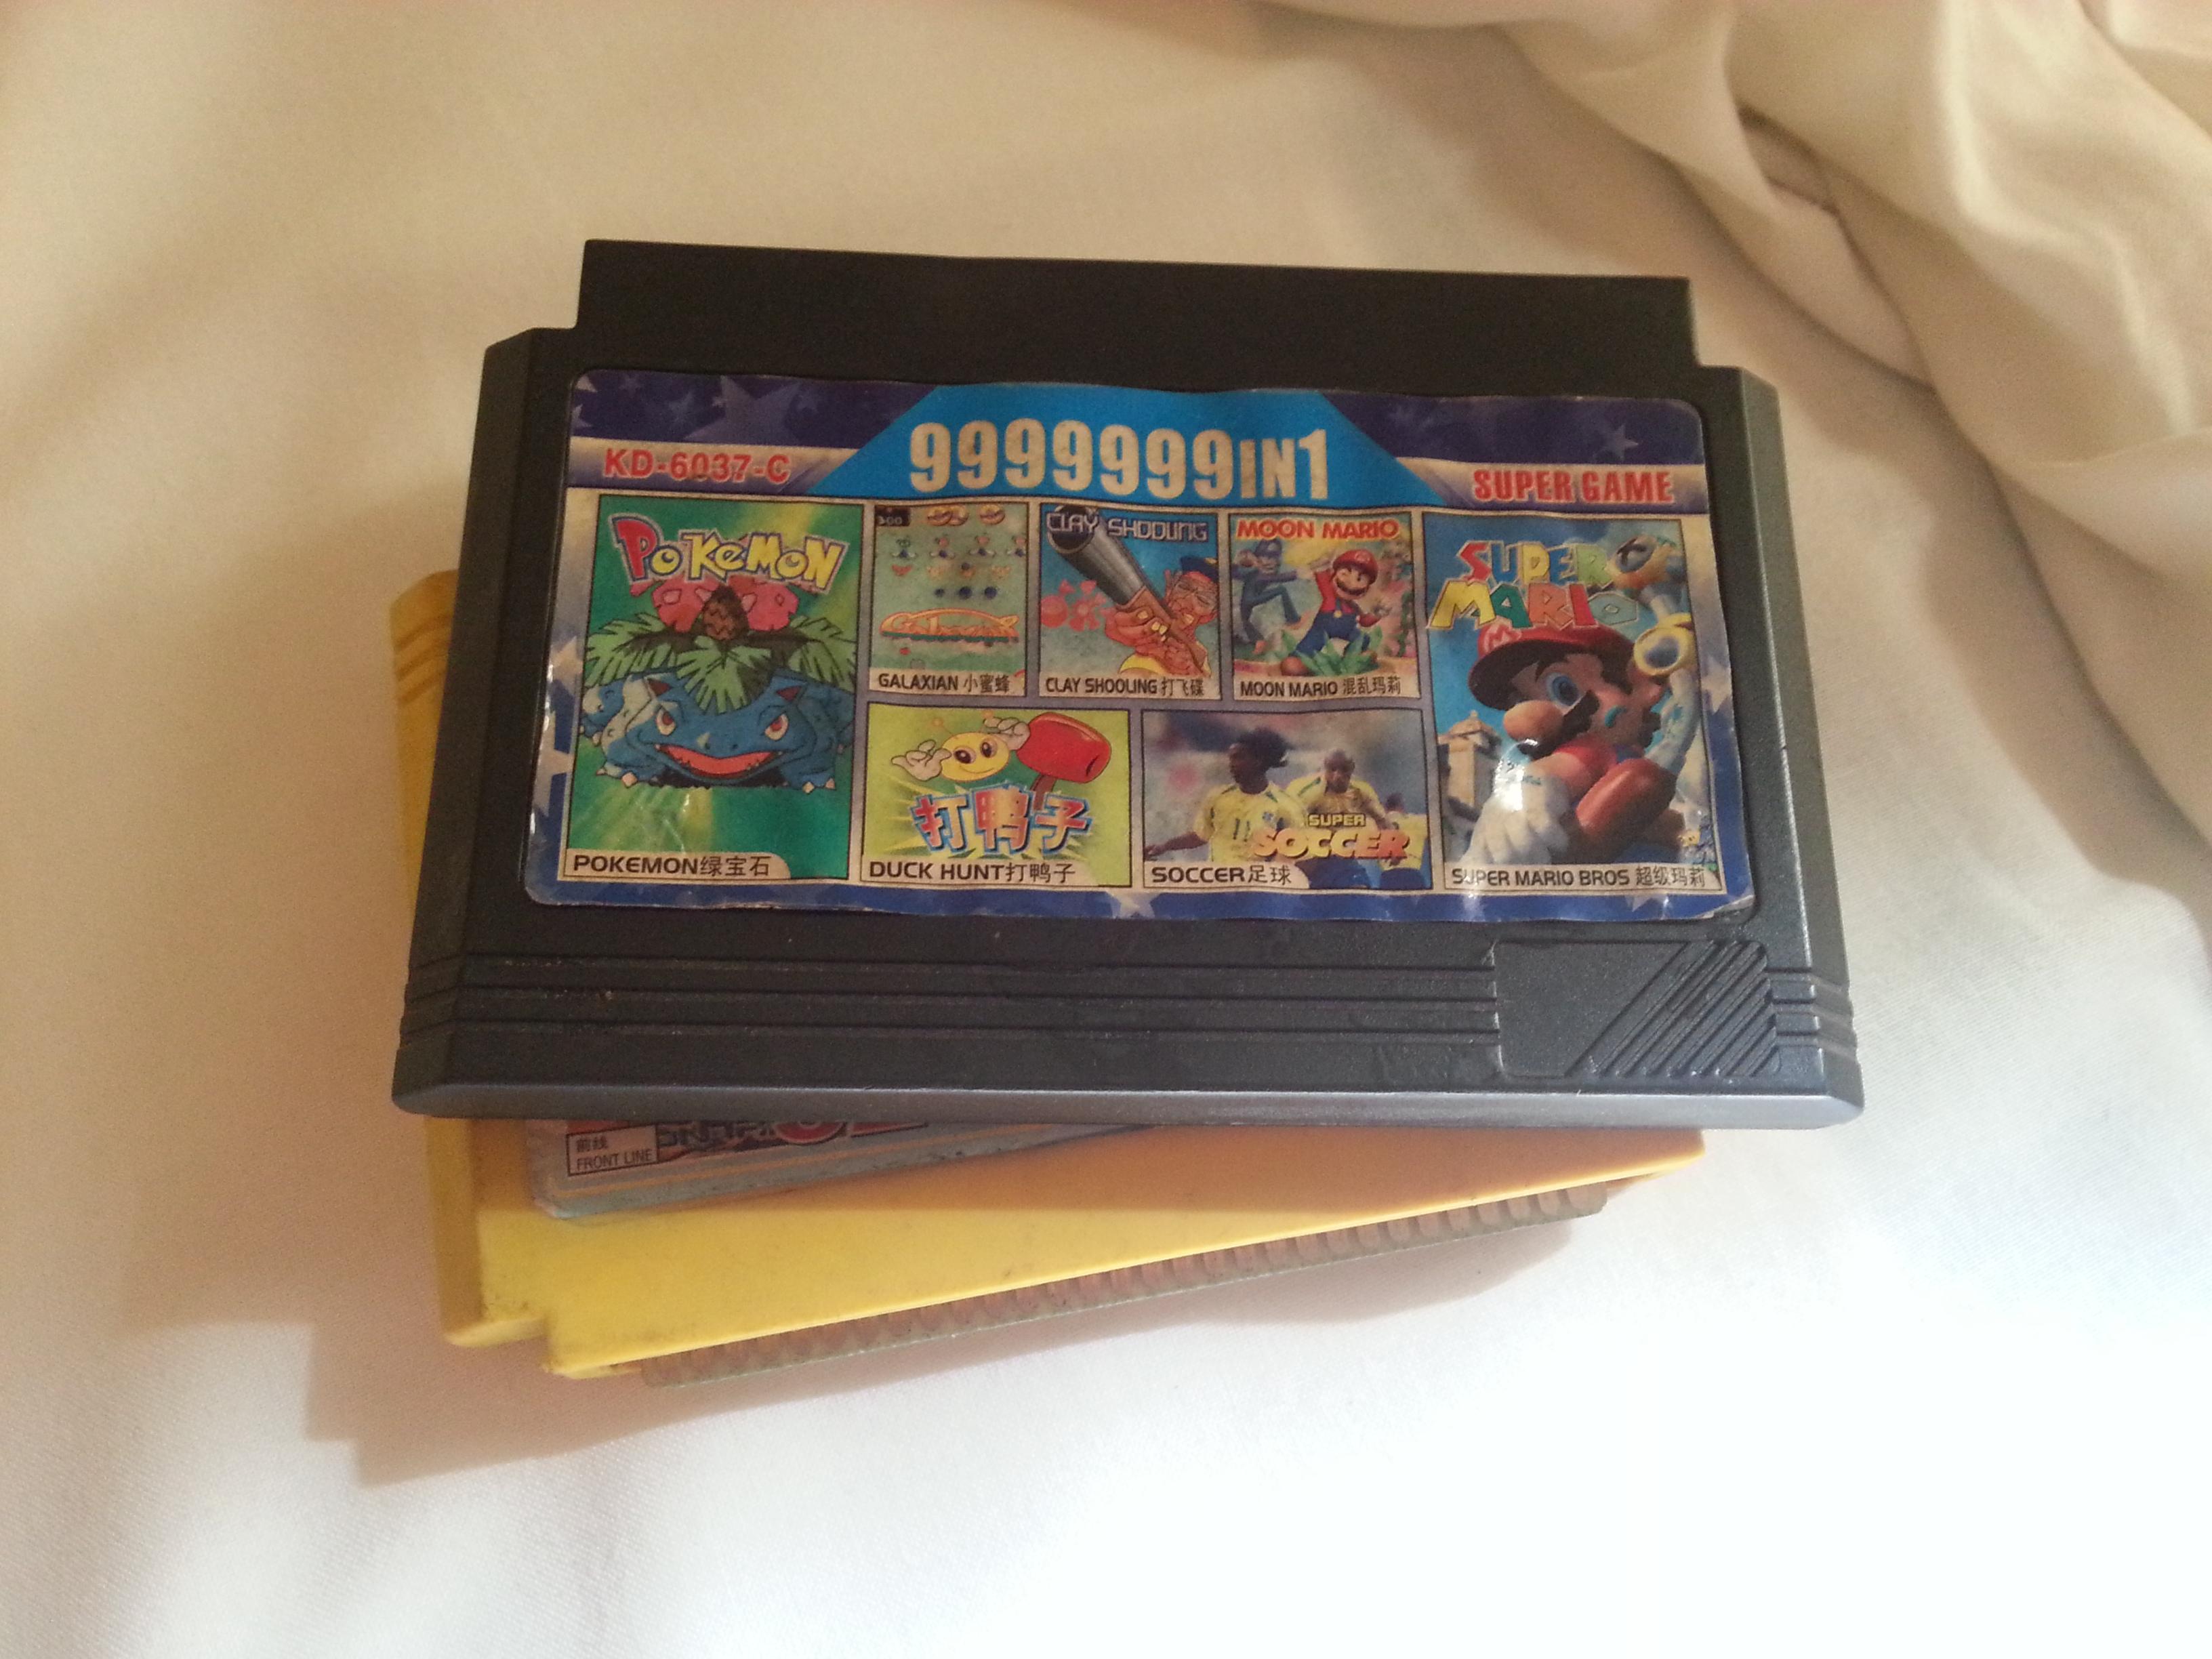 9999999IN1
KD-6037-C
SUPER GAME
POKEMON
POKEMON绿宝石
300
Galaxian
GALAXIAN 小蜜蜂
CLAY SHOOLING
CLAY SHOOLING 打飞碟
MOON MARIO
MOON MARIO 混乱玛莉
SUPER
MARIO
SUPER MARIO BROS 超级玛莉
打鸭子
DUCK HUNT打鸭子
11
SUPER
SOCCER
SOCCER足球
前线
FRONT LINE